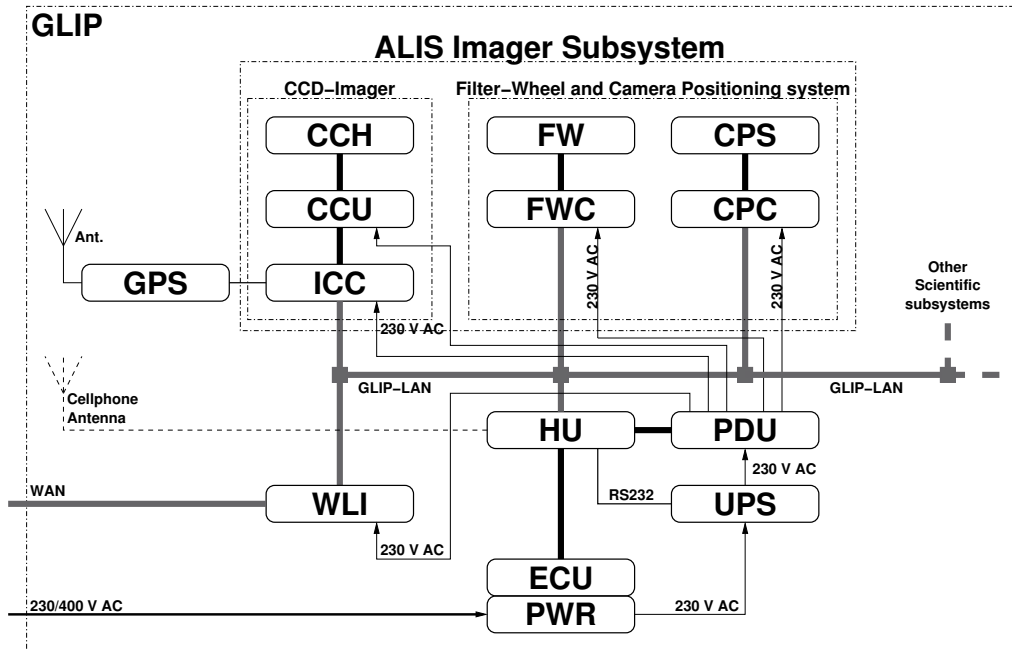 GLIP
ALIS Imager Subsystem
CCD–Imager
Filter–Wheel and Camera Positioning system
CCH
FW
CPS
CCU
FWC
CPC
Ant.
GPS
ICC
230 V AC
230 V AC
230 V AC
Other
Scientific
subsystems
GLIP–LAN
GLIP–LAN
Cellphone
Antenna
HU
PDU
230 V AC
WAN
WLI
RS232
UPS
230 V AC
ECU
230/400 V AC
PWR
230 V AC